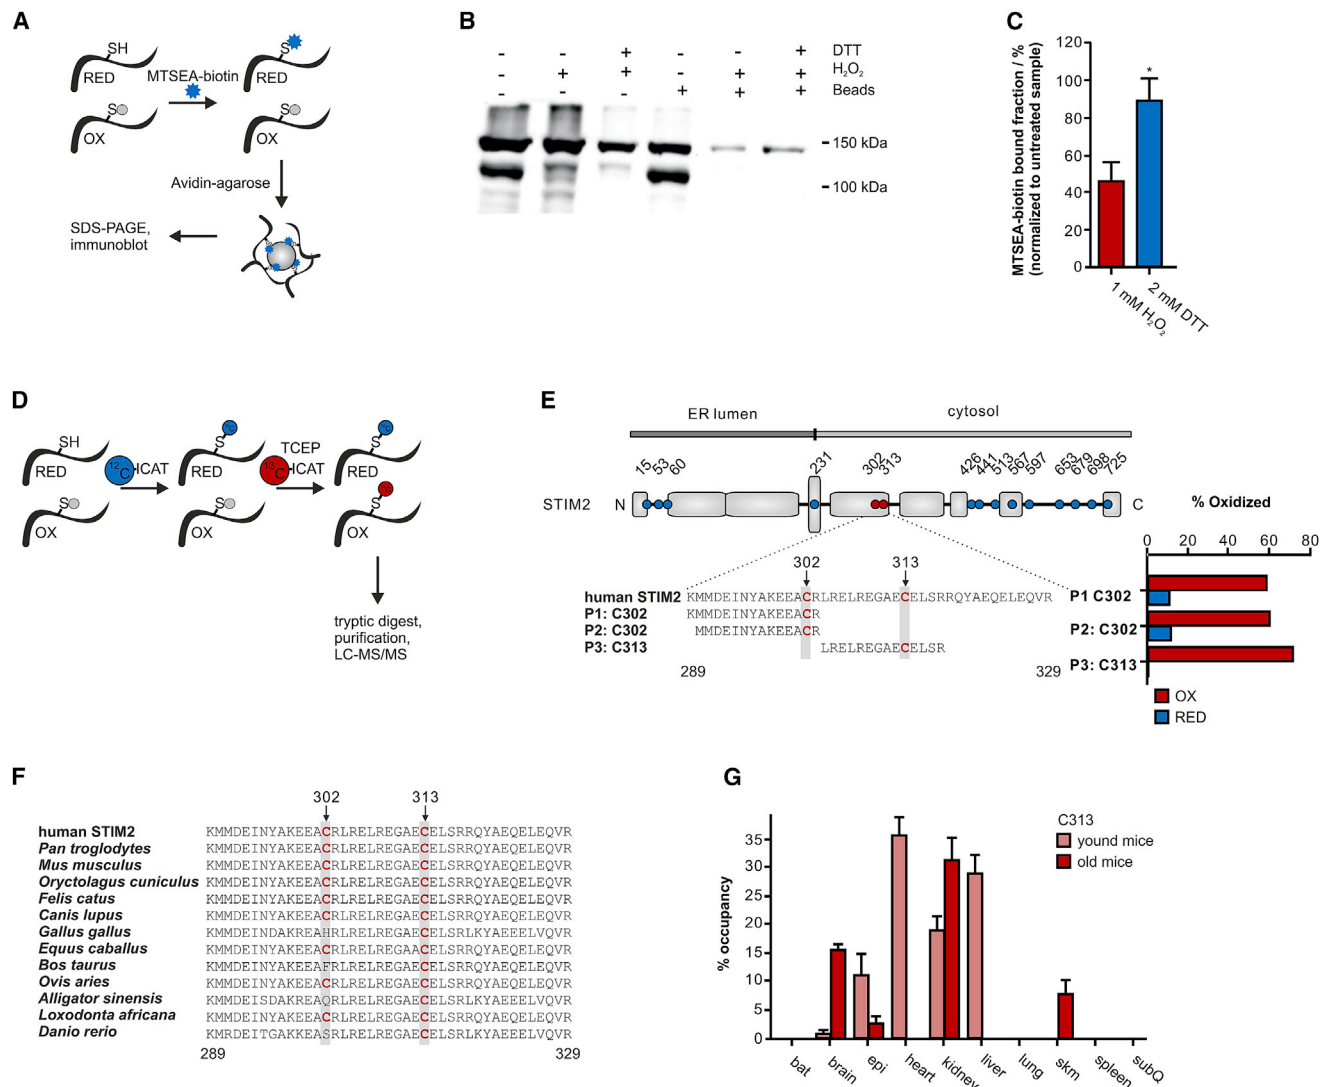 A
SH
RED
MTSEA-biotin
S
OX
S
RED
S
OX
Avidin-agarose
SDS-PAGE,
immunoblot
B
- - + - - + DTT
- + + - + + H₂O₂
- - - + + + Beads
150 kDa
100 kDa
C
MTSEA-biotin bound fraction / %
(normalized to untreated sample)
120
100
80
60
40
20
0
*
1 mM H₂O₂
2 mM DTT
D
SH
RED
S
OX
¹²C-ICAT
S
RED
S
OX
TCEP
¹³C-ICAT
S
RED
S
OX
tryptic digest,
purification,
LC-MS/MS
E
ER lumen
cytosol
15 53 60 231 302 313 426 441 513 567 597 653 679 698 725
STIM2 N C
302 313
human STIM2 KMMDEINYAKEEACRLRELREGAECELSRRQYAEQELEQVR
P1: C302 KMMDEINYAKEEACR
P2: C302 MMDEINYAKEEACR
P3: C313 LRELREGAECELSR
289 329
% Oxidized
0 20 40 60 80
P1 C302
P2: C302
P3: C313
OX
RED
F
302 313
human STIM2 KMMDEINYAKEEACRLRELREGAECELSRRQYAEQELEQVR
Pan troglodytes KMMDEINYAKEEACRLRELREGAECELSRRQYAEQELEQVR
Mus musculus KMMDEINYAKEEACRLRELREGAECELSRRQYAEQELEQVR
Oryctolagus cuniculus KMMDEINYAKEEACRLRELREGAECELSRRQYAEQELEQVR
Felis catus KMMDEINYAKEEACRLRELREGAECELSRRQYAEQELEQVR
Canis lupus KMMDEINYAKEEACRLRELREGAECELSRRQYAEQELEQVR
Gallus gallus KMMDEINDAKREAHRLRELREGAECELSRLKYAEEELVQVR
Equus caballus KMMDEINYAKEEACRLRELREGAACELSRRQYAEQELEQVR
Bos taurus KMMDEINYAKEEAFRLRELREGAECELSRRQYAEQELEQVR
Ovis aries KMMDEINYAKEEACRLRELREGAECELSRRQYAEQELEQVR
Alligator sinensis KMMDEISDAKREAQRLRELREGAECELSRLKYAEEELVQVR
Loxodonta africana KMMDEINYAKEEACRLRELREGAECELSRRQYAEQELEQVR
Danio rerio KMRDEITGAKKEASRLRELREGAECELSRLKYAEEELVQVR
289 329
G
% occupancy
35
30
25
20
15
10
5
0
C313
yound mice
old mice
bat
brain
epi
heart
kidney
liver
lung
skm
spleen
subQ